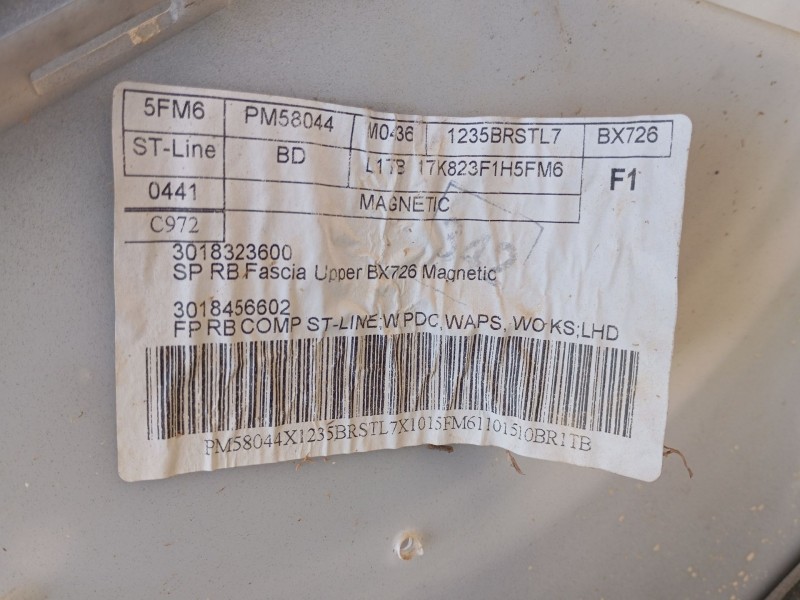 5FM6 PM58044 M0436 1235BRSTL7 BX726
ST-Line BD L1TB 17K823F1H5FM6 F1
0441 MAGNETIC
C972
3018323600
SP RB Fascia Upper BX726 Magnetic
3018456602
FP RB COMP ST-LINE;W PDC,WAPS, WO KS;LHD
PM58044X1235BRSTL7X1015FM61101510BR1TB